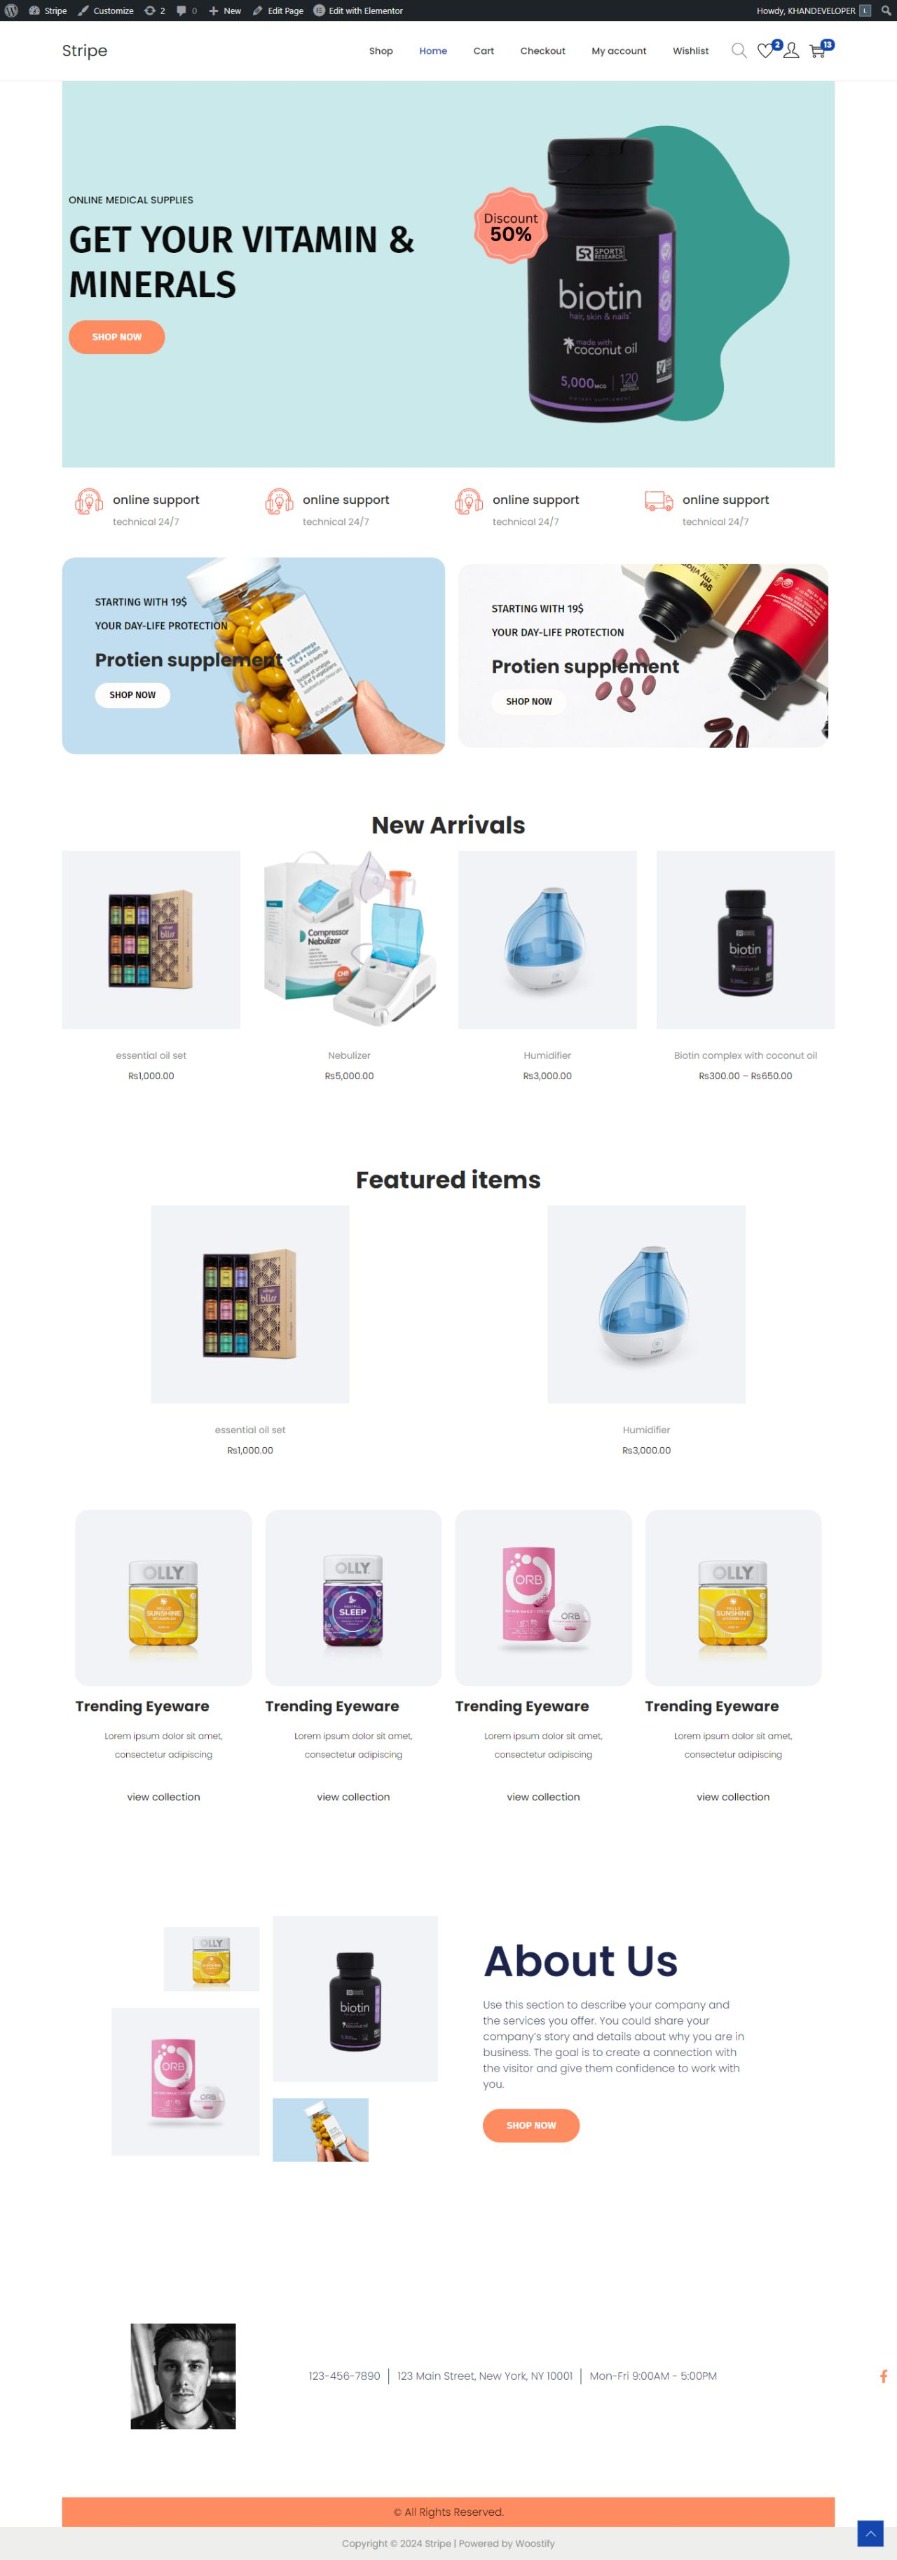 Stripe Customize 2 0 New Edit Page Edit with Elementor Howdy, KHANDEVELOPER
Stripe Shop Home Cart Checkout My account Wishlist 2 13
ONLINE MEDICAL SUPPLIES
GET YOUR VITAMIN &
MINERALS
SHOP NOW
Discount
50%
SR SPORTS
RESEARCH
biotin
hair, skin & nails
made with
coconut oil
5,000 MCG 120
online support online support online support online support
technical 24/7 technical 24/7 technical 24/7 technical 24/7
STARTING WITH 19$
YOUR DAY-LIFE PROTECTION
Protien supplement
SHOP NOW
STARTING WITH 19$
YOUR DAY-LIFE PROTECTION
Protien supplement
SHOP NOW
New Arrivals
bliss
Compressor
Nebulizer
biotin
coconut oil
essential oil set Nebulizer Humidifier Biotin complex with coconut oil
₨1,000.00 ₨5,000.00 ₨3,000.00 ₨300.00 – ₨650.00
Featured items
bliss
essential oil set Humidifier
₨1,000.00 ₨3,000.00
OLLY OLLY ORB OLLY
SUNSHINE SLEEP ORB SUNSHINE
Trending Eyeware Trending Eyeware Trending Eyeware Trending Eyeware
Lorem ipsum dolor sit amet, Lorem ipsum dolor sit amet, Lorem ipsum dolor sit amet, Lorem ipsum dolor sit amet,
consectetur adipiscing consectetur adipiscing consectetur adipiscing consectetur adipiscing
view collection view collection view collection view collection
OLLY
biotin
ORB
ORB
About Us
Use this section to describe your company and
the services you offer. You could share your
company's story and details about why you are in
business. The goal is to create a connection with
the visitor and give them confidence to work with
you.
SHOP NOW
123-456-7890 123 Main Street, New York, NY 10001 Mon-Fri 9:00AM - 5:00PM
© All Rights Reserved.
Copyright © 2024 Stripe | Powered by Woostify